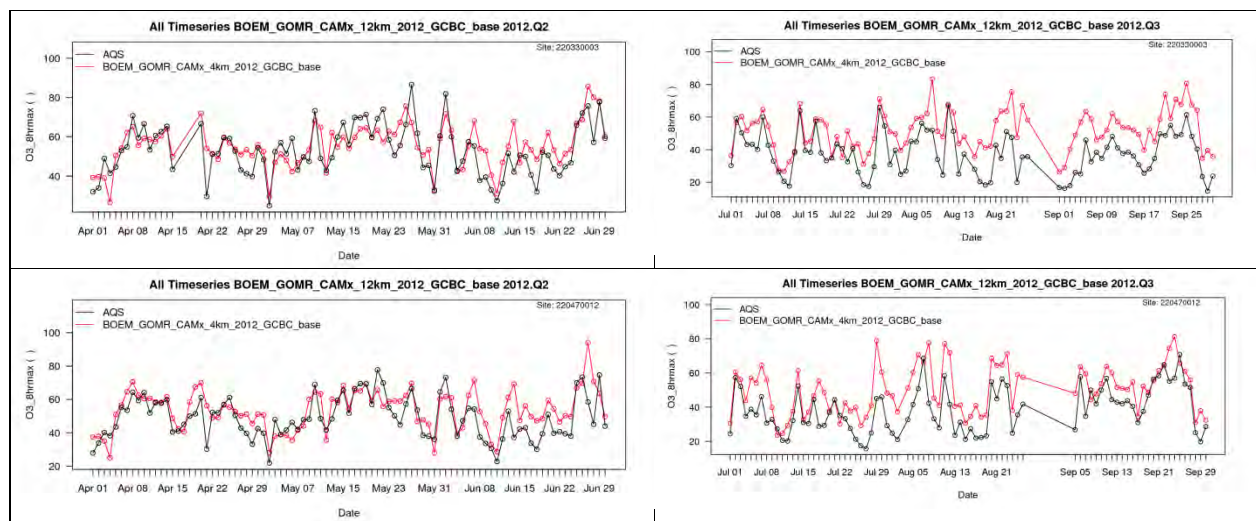 All Timeseries BOEM_GOMR_CAMx_12km_2012_GCBC_base 2012.Q2
Site: 220330003
AQS
BOEM_GOMR_CAMx_4km_2012_GCBC_base
O3_8hrmax ( )
100
80
60
40
Apr 01 Apr 08 Apr 15 Apr 22 Apr 29 May 07 May 15 May 23 May 31 Jun 08 Jun 15 Jun 22 Jun 29
Date
All Timeseries BOEM_GOMR_CAMx_12km_2012_GCBC_base 2012.Q3
Site: 220330003
AQS
BOEM_GOMR_CAMx_4km_2012_GCBC_base
O3_8hrmax ( )
100
80
60
40
20
Jul 01 Jul 08 Jul 15 Jul 22 Jul 29 Aug 05 Aug 13 Aug 21 Sep 01 Sep 09 Sep 17 Sep 25
Date
All Timeseries BOEM_GOMR_CAMx_12km_2012_GCBC_base 2012.Q2
Site: 220470012
AQS
BOEM_GOMR_CAMx_4km_2012_GCBC_base
O3_8hrmax ( )
100
80
60
40
20
Apr 01 Apr 08 Apr 15 Apr 22 Apr 29 May 07 May 15 May 23 May 31 Jun 08 Jun 15 Jun 22 Jun 29
Date
All Timeseries BOEM_GOMR_CAMx_12km_2012_GCBC_base 2012.Q3
Site: 220470012
AQS
BOEM_GOMR_CAMx_4km_2012_GCBC_base
O3_8hrmax ( )
100
80
60
40
20
Jul 01 Jul 08 Jul 15 Jul 22 Jul 29 Aug 05 Aug 13 Aug 21 Sep 05 Sep 13 Sep 21 Sep 29
Date